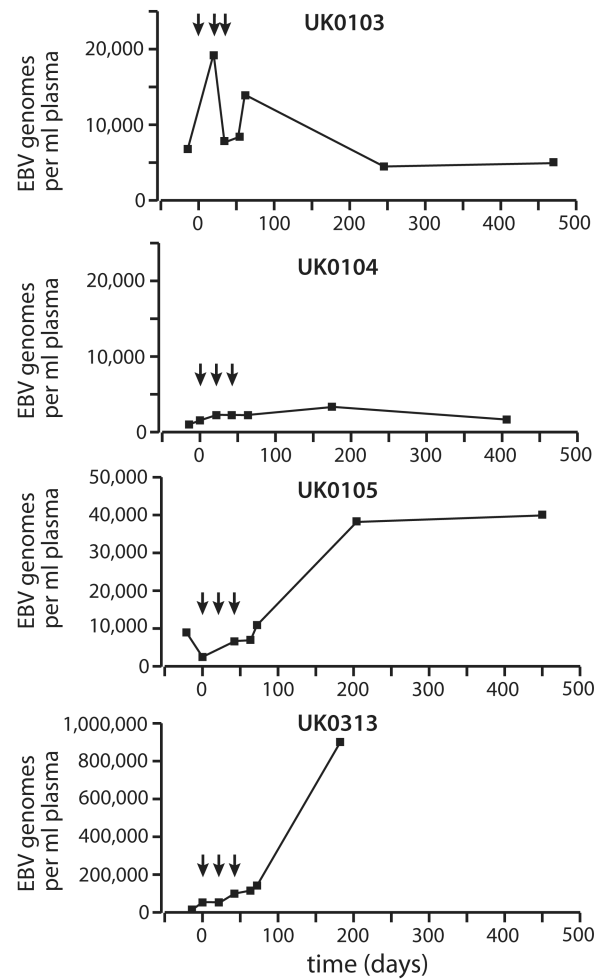 UK0103
EBV genomes
per ml plasma
20,000
10,000
0
0 100 200 300 400 500
UK0104
EBV genomes
per ml plasma
20,000
10,000
0
0 100 200 300 400 500
UK0105
EBV genomes
per ml plasma
50,000
40,000
30,000
20,000
10,000
0
0 100 200 300 400 500
UK0313
EBV genomes
per ml plasma
1,000,000
800,000
600,000
400,000
200,000
0
0 100 200 300 400 500
time (days)